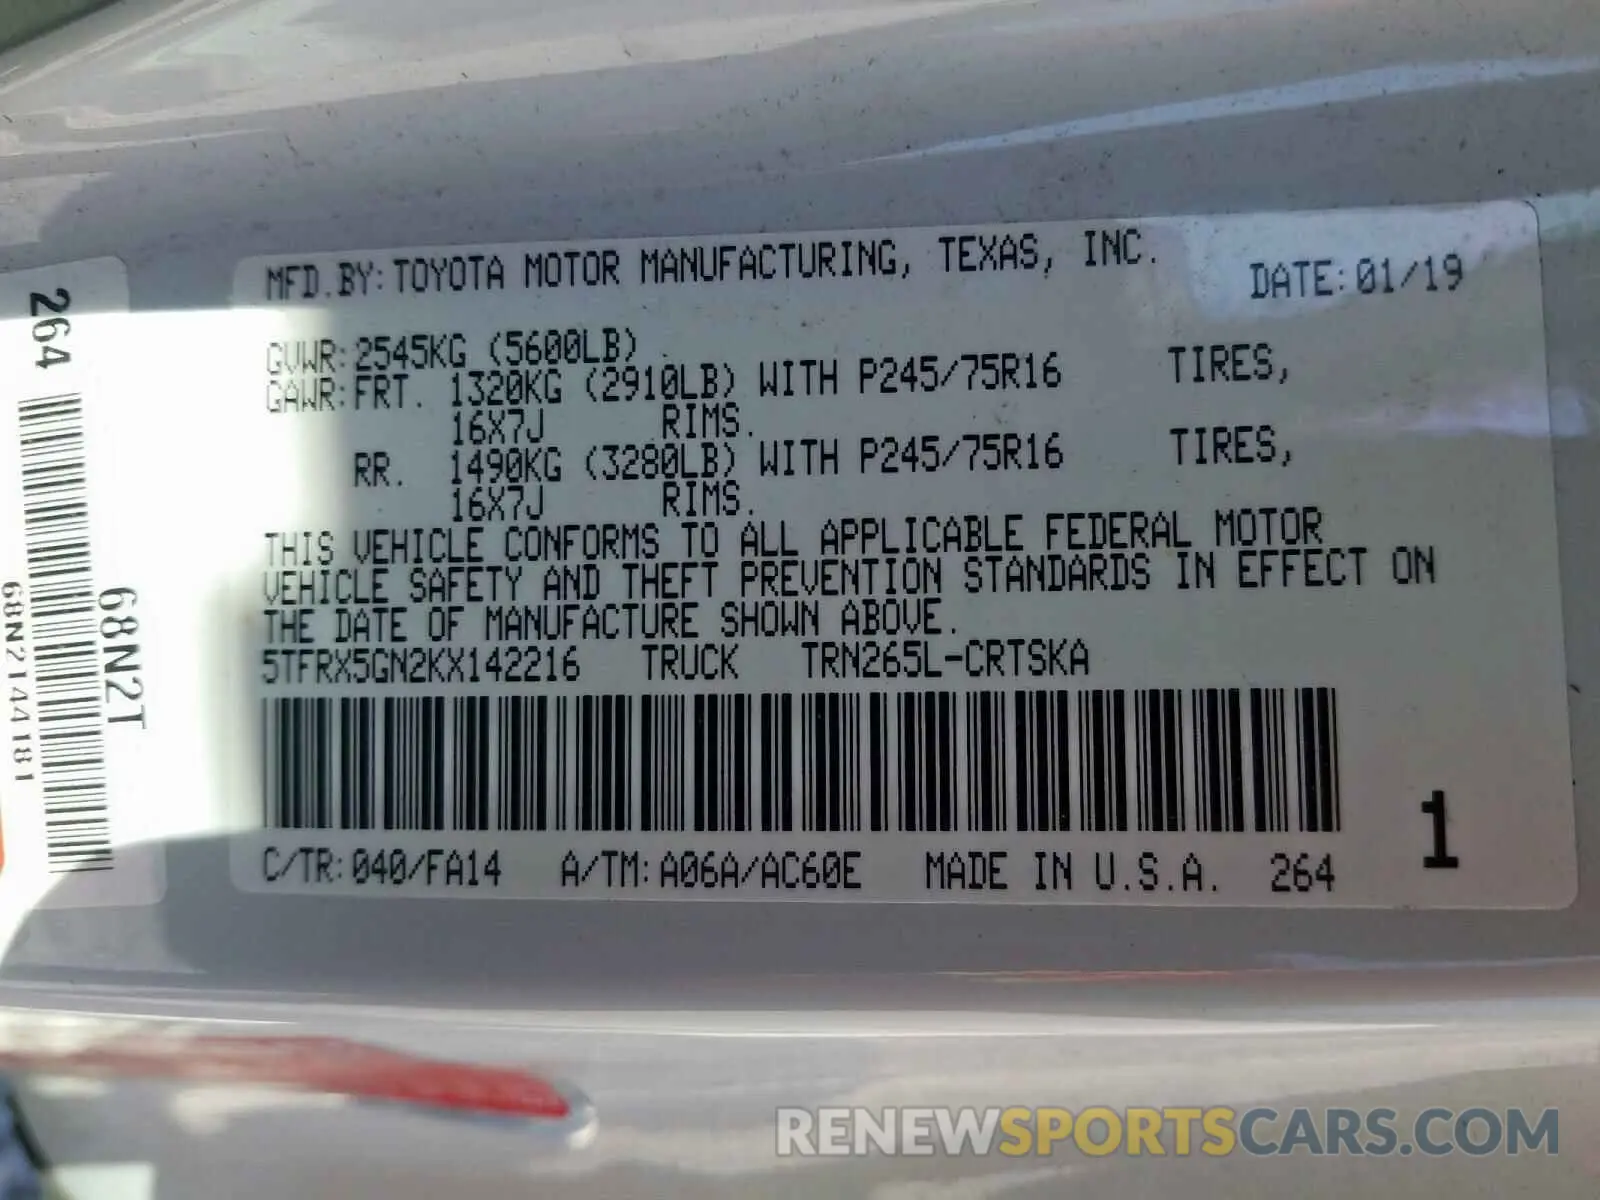 MFD.BY:TOYOTA MOTOR MANUFACTURING, TEXAS, INC. DATE:01/19
GVWR:2545KG (5600LB)
GAWR:FRT. 1320KG (2910LB) WITH P245/75R16 TIRES,
16X7J RIMS.
RR. 1490KG (3280LB) WITH P245/75R16 TIRES,
16X7J RIMS.
THIS VEHICLE CONFORMS TO ALL APPLICABLE FEDERAL MOTOR
VEHICLE SAFETY AND THEFT PREVENTION STANDARDS IN EFFECT ON
THE DATE OF MANUFACTURE SHOWN ABOVE.
5TFRX5GN2KX142216 TRUCK TRN265L-CRTSKA
1
C/TR:040/FA14 A/TM:A06A/AC60E MADE IN U.S.A. 264
264
68N2T
68N2144181
RENEWSPORTSCARS.COM